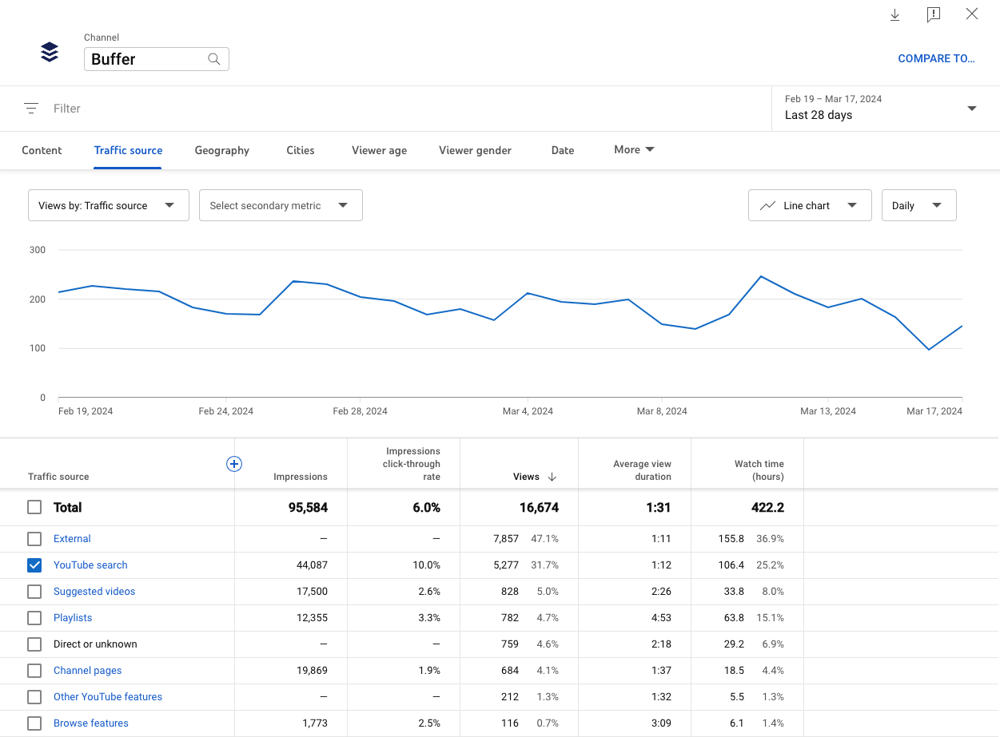 Channel
Buffer
COMPARE TO...
Filter
Feb 19 – Mar 17, 2024
Last 28 days
Content Traffic source Geography Cities Viewer age Viewer gender Date More
Views by: Traffic source Select secondary metric Line chart Daily
300
200
100
0
Feb 19, 2024 Feb 24, 2024 Feb 28, 2024 Mar 4, 2024 Mar 8, 2024 Mar 13, 2024 Mar 17, 2024
Traffic source
Impressions
Impressions
click-through
rate
Views
Average view
duration
Watch time
(hours)
Total 95,584 6.0% 16,674 1:31 422.2
External — — 7,857 47.1% 1:11 155.8 36.9%
YouTube search 44,087 10.0% 5,277 31.7% 1:12 106.4 25.2%
Suggested videos 17,500 2.6% 828 5.0% 2:26 33.8 8.0%
Playlists 12,355 3.3% 782 4.7% 4:53 63.8 15.1%
Direct or unknown — — 759 4.6% 2:18 29.2 6.9%
Channel pages 19,869 1.9% 684 4.1% 1:37 18.5 4.4%
Other YouTube features — — 212 1.3% 1:32 5.5 1.3%
Browse features 1,773 2.5% 116 0.7% 3:09 6.1 1.4%